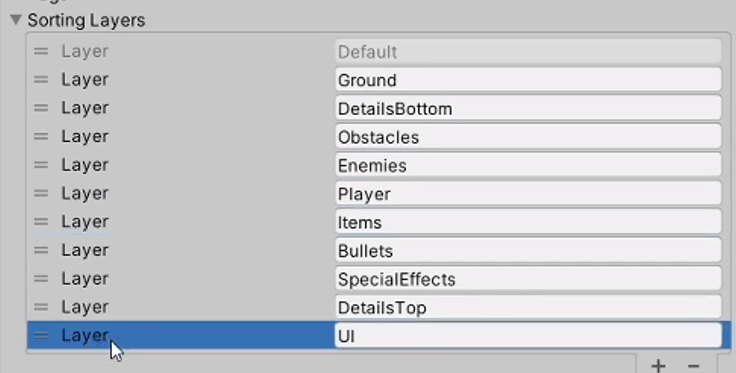 Sorting Layers
Layer Default
Layer Ground
Layer DetailsBottom
Layer Obstacles
Layer Enemies
Layer Player
Layer Items
Layer Bullets
Layer SpecialEffects
Layer DetailsTop
Layer UI
+ −